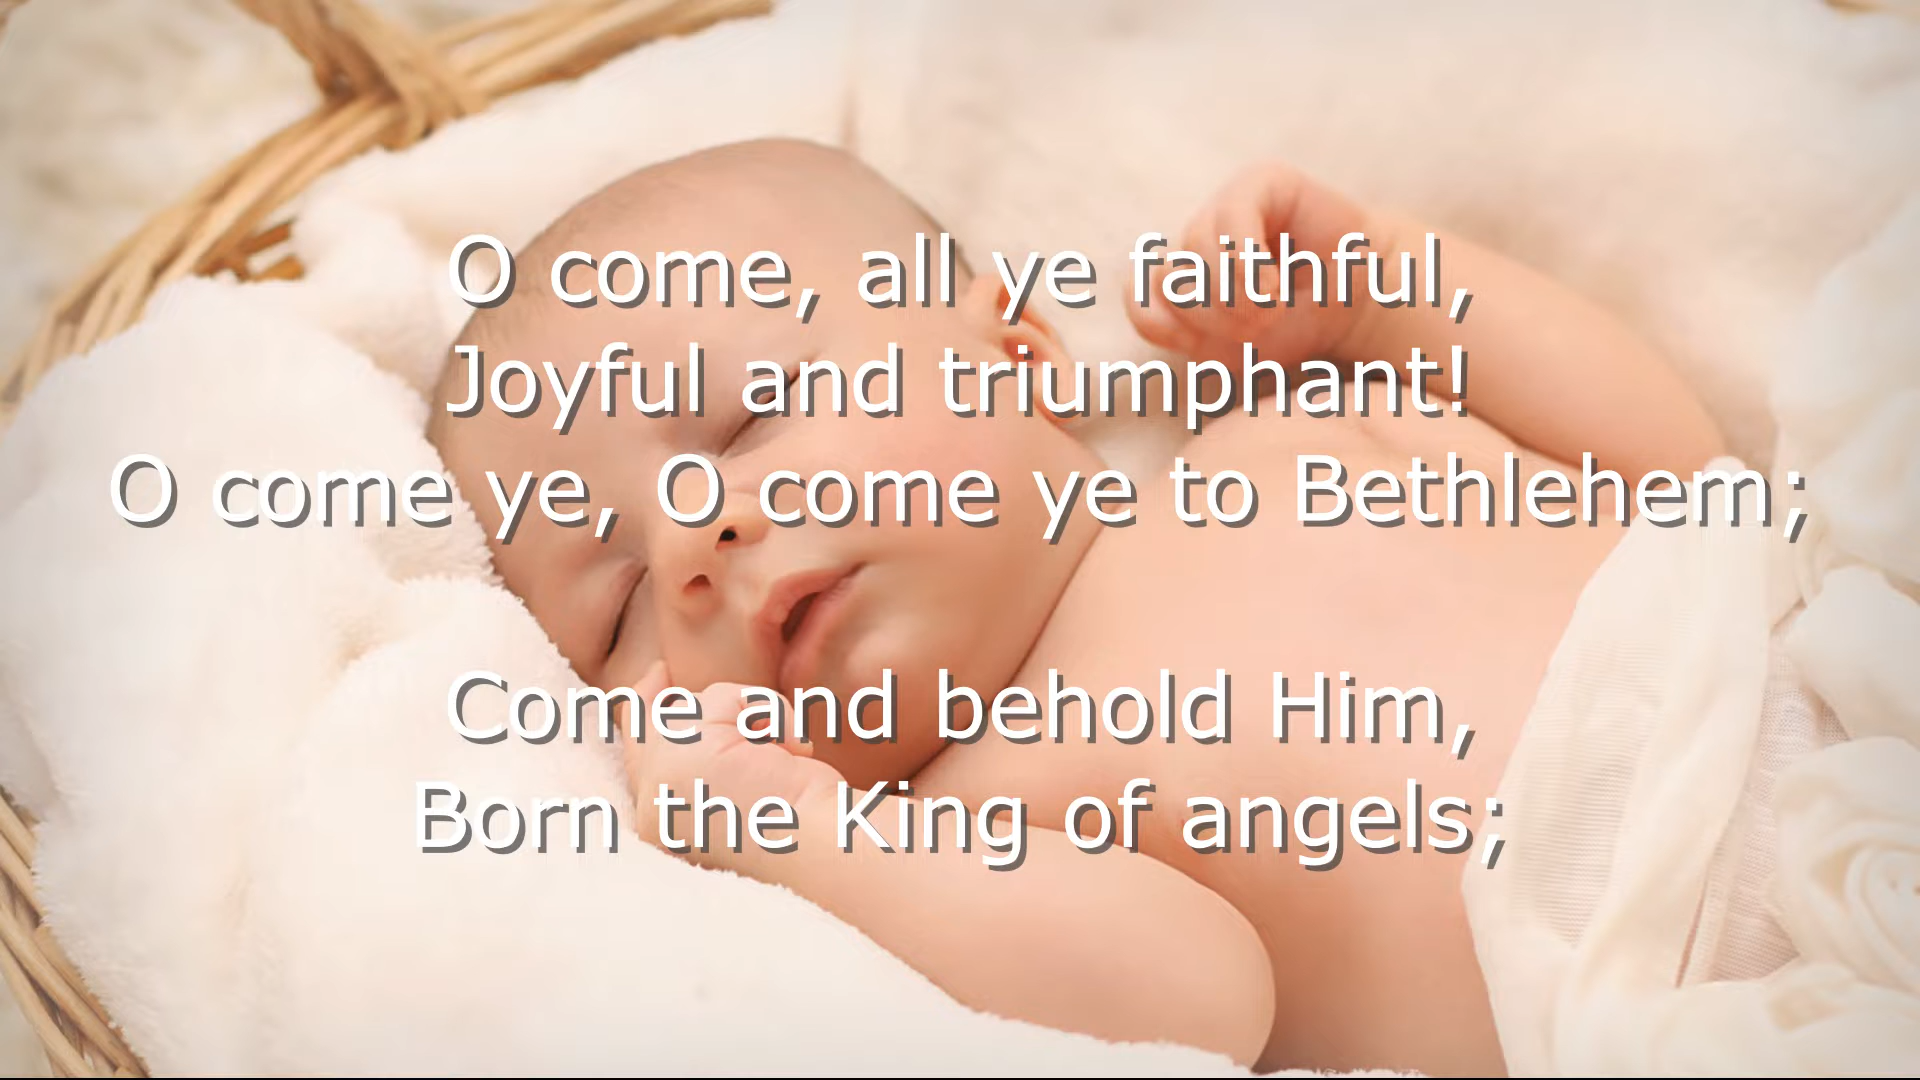 O come, all ye faithful,
Joyful and triumphant!
O come ye, O come ye to Bethlehem;
Come and behold Him,
Born the King of angels;